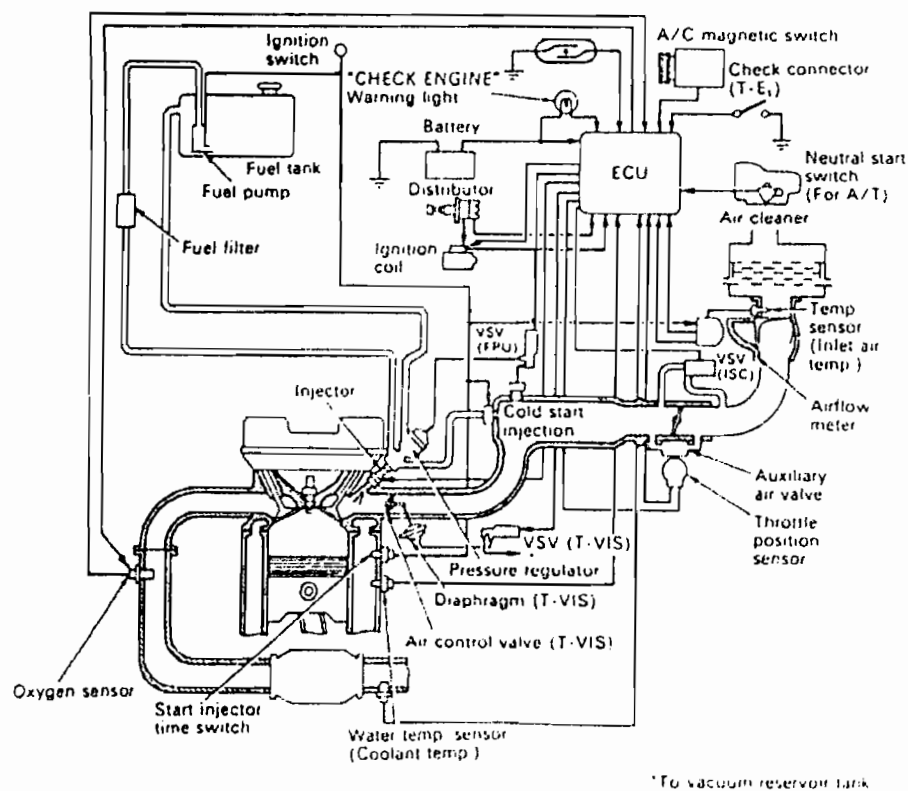 Ignition
switch
A/C magnetic switch
Check connector
(T-E₁)
"CHECK ENGINE"
Warning light
Battery
ECU
Neutral start
switch
(For A/T)
Fuel tank
Fuel pump
Distributor
Air cleaner
Fuel filter
Ignition
coil
Temp
sensor
(Inlet air
temp.)
VSV
(FPU)
VSV
(ISC)
Injector
Cold start
injection
Airflow
meter
Auxiliary
air valve
Throttle
position
sensor
VSV (T-VIS)
*
Pressure regulator
Diaphragm (T-VIS)
Air control valve (T-VIS)
Oxygen sensor
Start injector
time switch
Water temp. sensor
(Coolant temp.)
*To vacuum reservoir tank